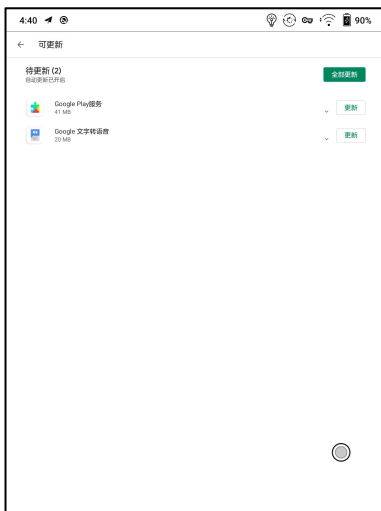 4:40 90%
可更新
待更新 (2)
全部更新
自动更新已开启
Google Play服务
41 MB
更新
Google 文字转语音
20 MB
更新